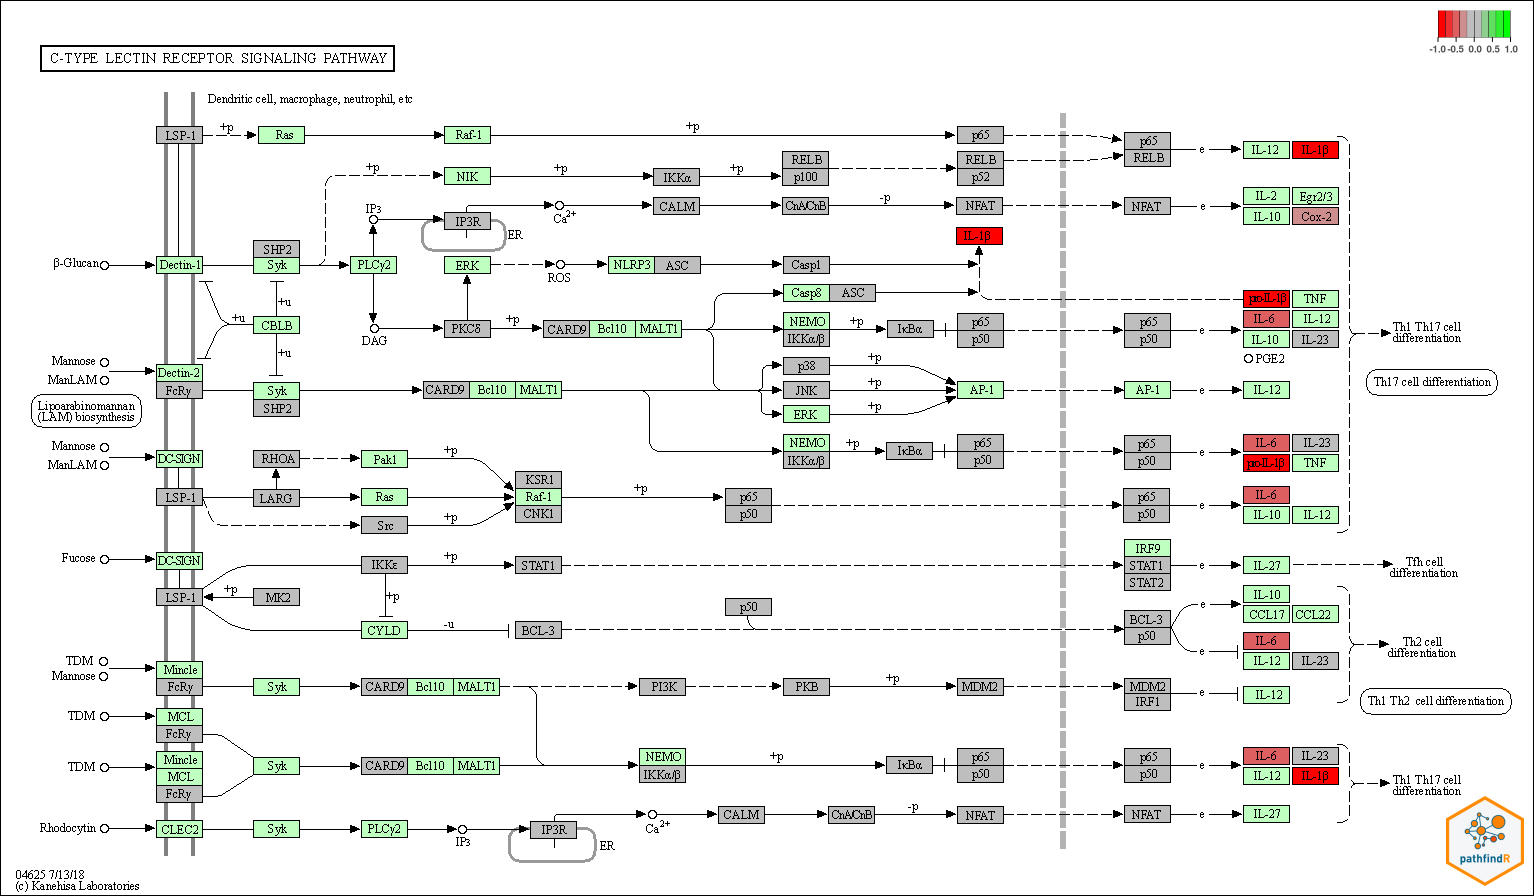 -1.0 -0.5 0.0 0.5 1.0
C-TYPE LECTIN RECEPTOR SIGNALING PATHWAY
Dendritic cell, macrophage, neutrophil, etc
LSP-1 +p Ras Raf-1 +p p65 p65
RELB e IL-12 IL-1β
+p NIK +p IKKα +p RELB
p100 RELB
p52
IP3 IP3R ER Ca2+ CALM CnA/CnB -p NFAT NFAT e IL-2 Egr2/3
IL-10 Cox-2
IL-1β
SHP2
β-Glucan Dectin-1 Syk PLCγ2 ERK ROS NLRP3 ASC Casp1
Casp8 ASC pro-IL-1β TNF
+u CBLB +u
+u
DAG PKCδ +p CARD9 Bcl10 MALT1 NEMO
IKKα/β +p IκBα p65
p50 p65
p50 e IL-6 IL-12
IL-10 IL-23
PGE2
Th1 Th17 cell
differentiation
Th17 cell differentiation
Mannose
ManLAM
Dectin-2
FcRγ Syk
SHP2 CARD9 Bcl10 MALT1
p38 +p
JNK +p AP-1 AP-1 e IL-12
ERK +p
Lipoarabinomannan
(LAM) biosynthesis
NEMO
IKKα/β +p IκBα p65
p50 p65
p50 e IL-6 IL-23
pro-IL-1β TNF
Mannose
ManLAM
DC-SIGN RHOA Pak1 +p
LSP-1 LARG Ras KSR1
Raf-1
CNK1 +p p65
p50 p65
p50 e IL-6
IL-10 IL-12
Src +p
Fucose DC-SIGN IKKε +p STAT1 IRF9
STAT1
STAT2 e IL-27 Tfh cell
differentiation
LSP-1 +p MK2 +p p50
CYLD -u BCL-3 BCL-3
p50 e IL-10
CCL17 CCL22
e IL-6
IL-12 IL-23
Th2 cell
differentiation
TDM
Mannose
Mincle
FcRγ Syk CARD9 Bcl10 MALT1 PI3K PKB +p MDM2 MDM2
IRF1 e IL-12
Th1 Th2 cell differentiation
TDM MCL
FcRγ
TDM Mincle
MCL
FcRγ Syk CARD9 Bcl10 MALT1 NEMO
IKKα/β +p IκBα p65
p50 p65
p50 e IL-6 IL-23
IL-12 IL-1β
Th1 Th17 cell
differentiation
Rhodocytin CLEC2 Syk PLCγ2 IP3 IP3R ER Ca2+ CALM CnA/CnB -p NFAT NFAT e IL-27
pathfindR
04625 7/13/18
(c) Kanehisa Laboratories